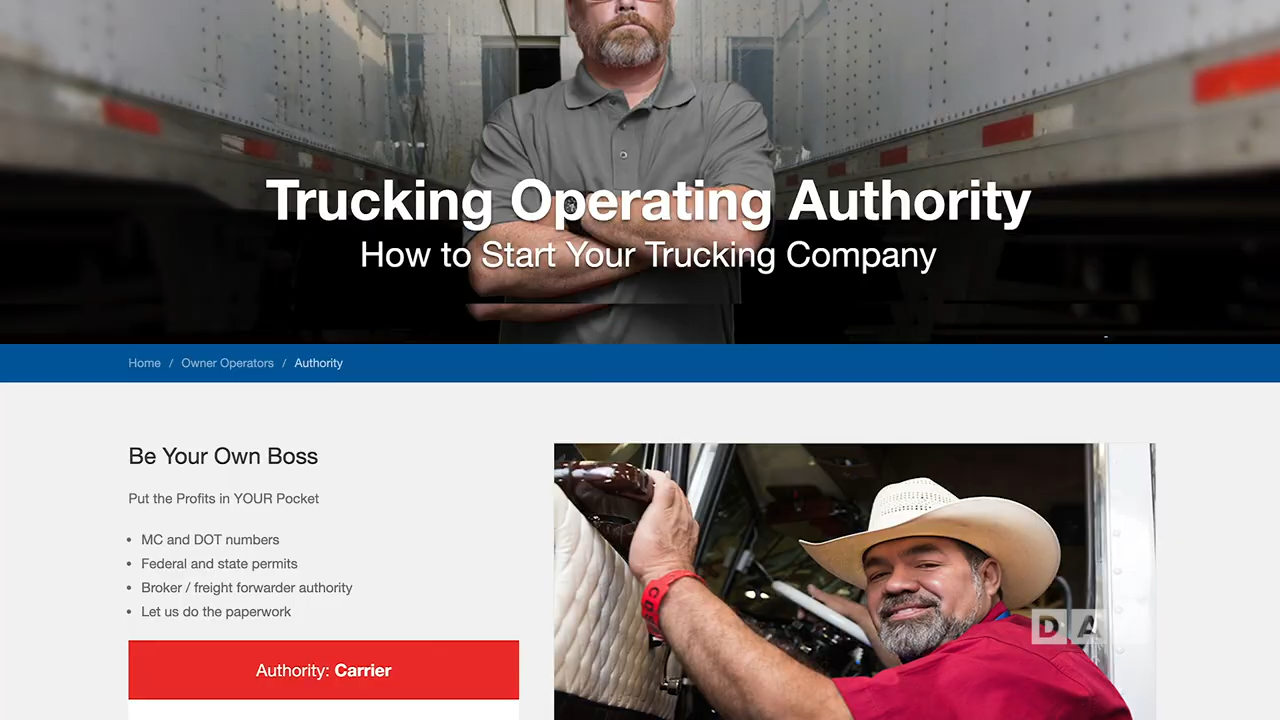 Trucking Operating Authority
How to Start Your Trucking Company
Home / Owner Operators / Authority
Be Your Own Boss
Put the Profits in YOUR Pocket
• MC and DOT numbers
• Federal and state permits
• Broker / freight forwarder authority
• Let us do the paperwork
Authority: Carrier
DA